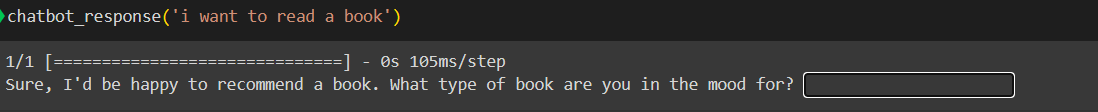 chatbot_response('i want to read a book')
1/1 [==============================] - 0s 105ms/step
Sure, I'd be happy to recommend a book. What type of book are you in the mood for?